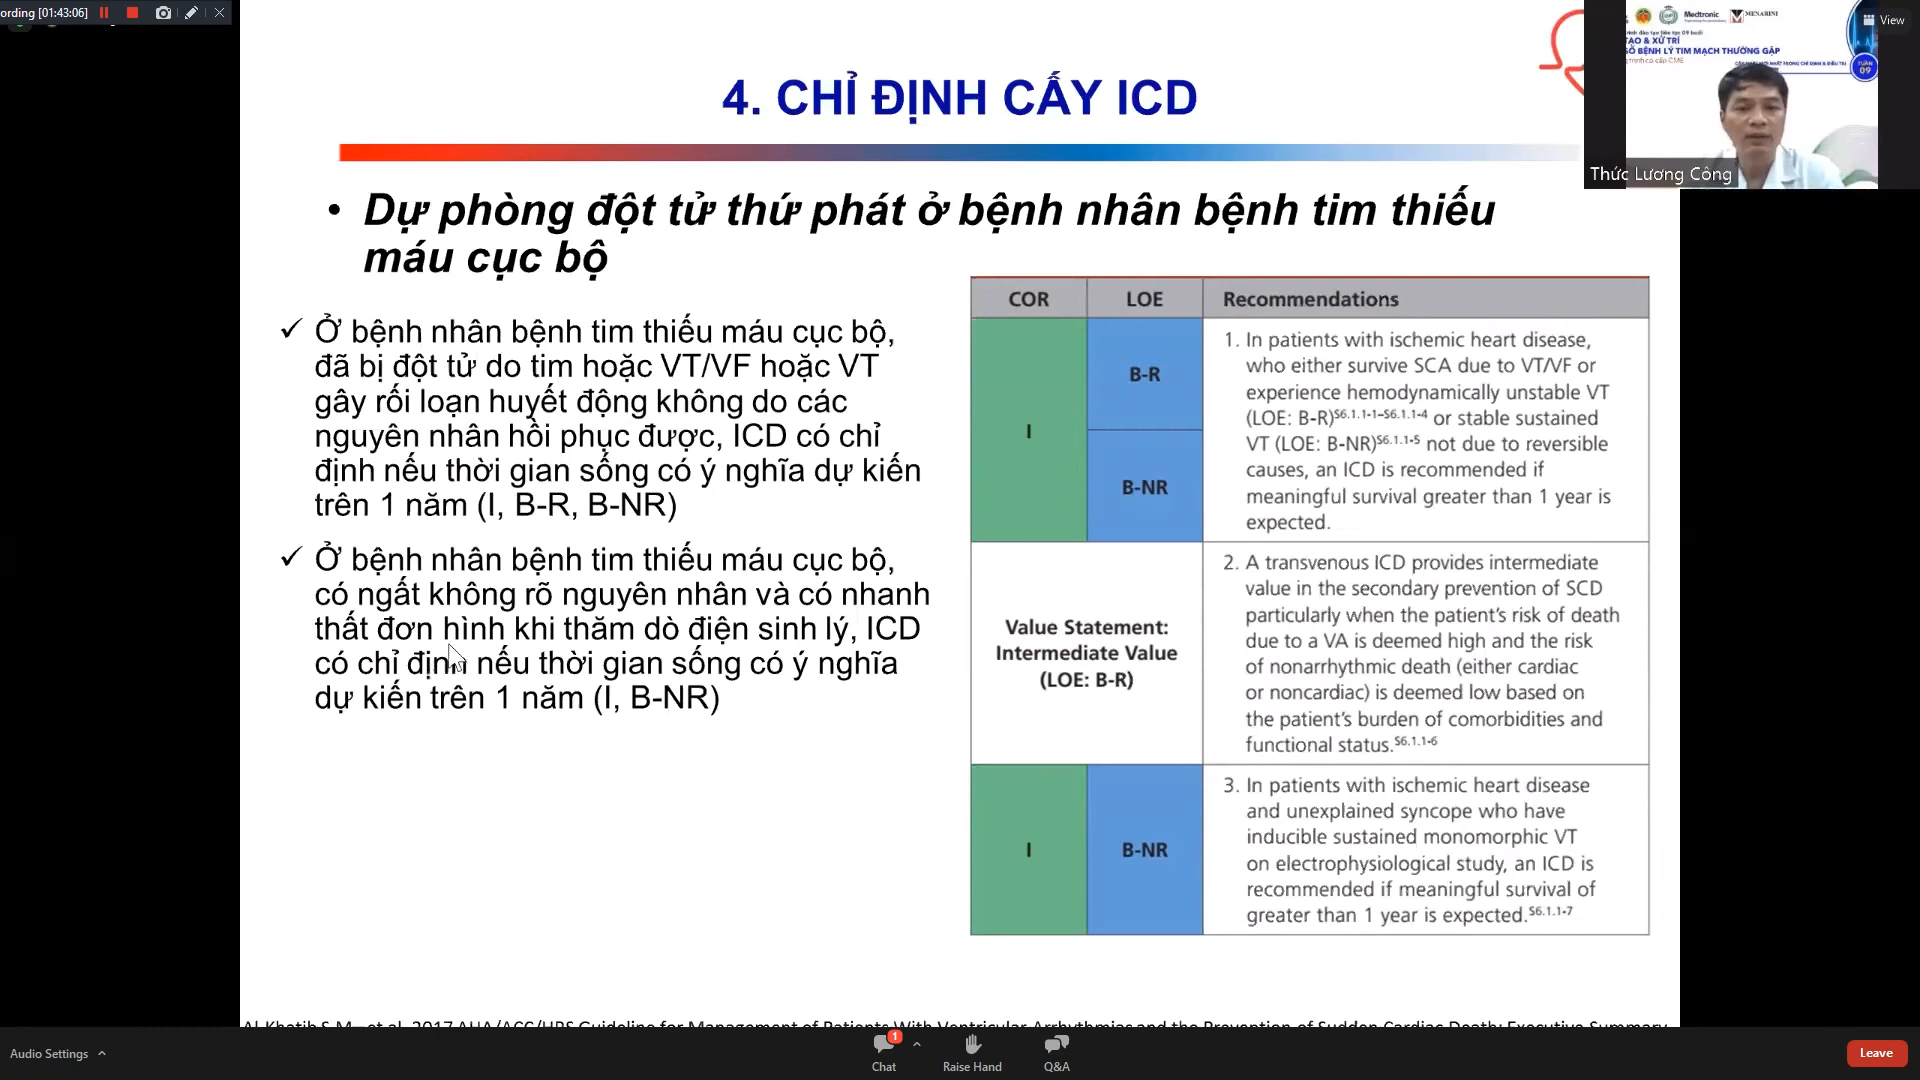 ording [01:43:06]
View
Medtronic
MENARINI
TẠO & XỬ TRÍ
SỐ BỆNH LÝ TIM MẠCH THƯỜNG GẶP
TUẦN
09
Thức Lương Công
4. CHỈ ĐỊNH CẤY ICD
• Dự phòng đột tử thứ phát ở bệnh nhân bệnh tim thiếu
máu cục bộ
✓ Ở bệnh nhân bệnh tim thiếu máu cục bộ,
đã bị đột tử do tim hoặc VT/VF hoặc VT
gây rối loạn huyết động không do các
nguyên nhân hồi phục được, ICD có chỉ
định nếu thời gian sống có ý nghĩa dự kiến
trên 1 năm (I, B-R, B-NR)
✓ Ở bệnh nhân bệnh tim thiếu máu cục bộ,
có ngất không rõ nguyên nhân và có nhanh
thất đơn hình khi thăm dò điện sinh lý, ICD
có chỉ định nếu thời gian sống có ý nghĩa
dự kiến trên 1 năm (I, B-NR)
COR LOE Recommendations
I
B-R
B-NR
1. In patients with ischemic heart disease,
who either survive SCA due to VT/VF or
experience hemodynamically unstable VT
(LOE: B-R)S6.1.1-1–S6.1.1-4 or stable sustained
VT (LOE: B-NR)S6.1.1-5 not due to reversible
causes, an ICD is recommended if
meaningful survival greater than 1 year is
expected.
Value Statement:
Intermediate Value
(LOE: B-R)
2. A transvenous ICD provides intermediate
value in the secondary prevention of SCD
particularly when the patient’s risk of death
due to a VA is deemed high and the risk
of nonarrhythmic death (either cardiac
or noncardiac) is deemed low based on
the patient’s burden of comorbidities and
functional status.S6.1.1-6
I
B-NR
3. In patients with ischemic heart disease
and unexplained syncope who have
inducible sustained monomorphic VT
on electrophysiological study, an ICD is
recommended if meaningful survival of
greater than 1 year is expected.S6.1.1-7
Al-Khatib S.M., et al. 2017 AHA/ACC/HRS Guideline for Management of Patients With Ventricular Arrhythmias and the Prevention of Sudden Cardiac Death: Executive Summary
Audio Settings
1
Chat
Raise Hand
Q&A
Leave